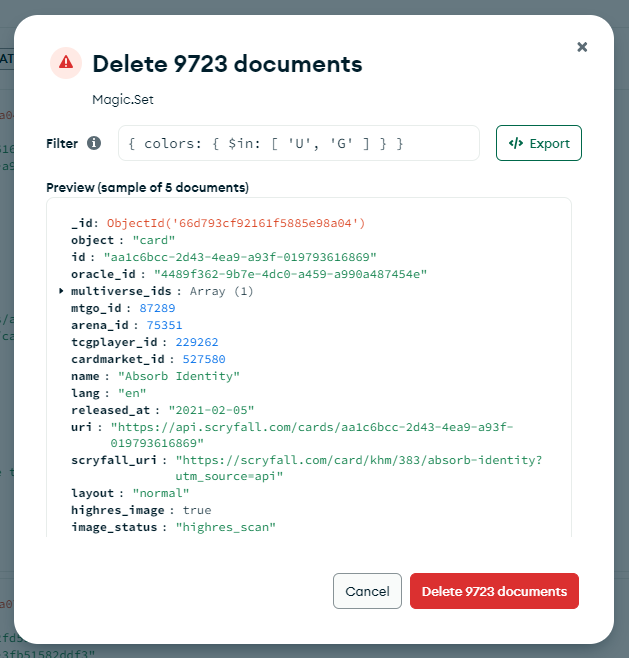 Delete 9723 documents
Magic.Set
Filter
{ colors: { $in: [ 'U', 'G' ] } }
Export
Preview (sample of 5 documents)
_id: ObjectId('66d793cf92161f5885e98a04')
object : "card"
id : "aa1c6bcc-2d43-4ea9-a93f-019793616869"
oracle_id : "4489f362-9b7e-4dc0-a459-a990a487454e"
multiverse_ids : Array (1)
mtgo_id : 87289
arena_id : 75351
tcgplayer_id : 229262
cardmarket_id : 527580
name : "Absorb Identity"
lang : "en"
released_at : "2021-02-05"
uri : "https://api.scryfall.com/cards/aa1c6bcc-2d43-4ea9-a93f-
019793616869"
scryfall_uri : "https://scryfall.com/card/khm/383/absorb-identity?
utm_source=api"
layout : "normal"
highres_image : true
image_status : "highres_scan"
Cancel
Delete 9723 documents